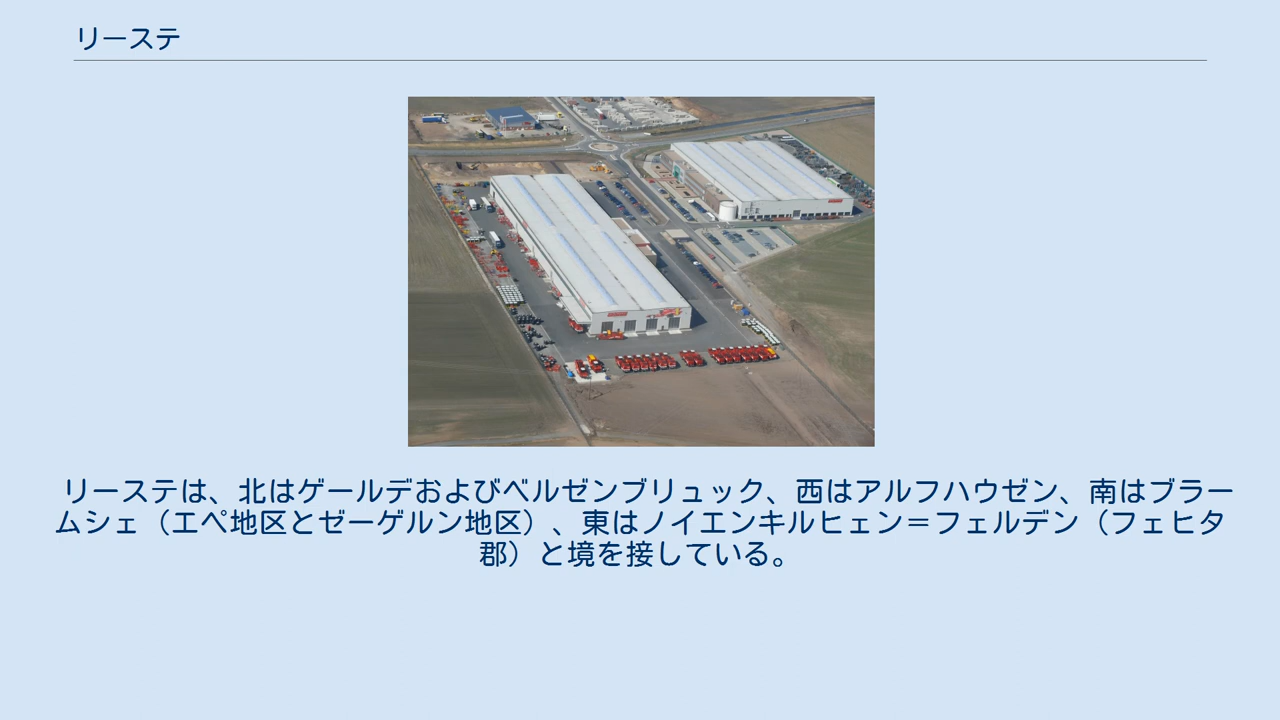 リーステ
リーステは、北はゲールデおよびベルゼンブリュック、西はアルフハウゼン、南はブラー
ムシェ（エペ地区とゼーゲルン地区）、東はノイエンキルヒェン＝フェルデン（フェヒタ
郡）と境を接している。